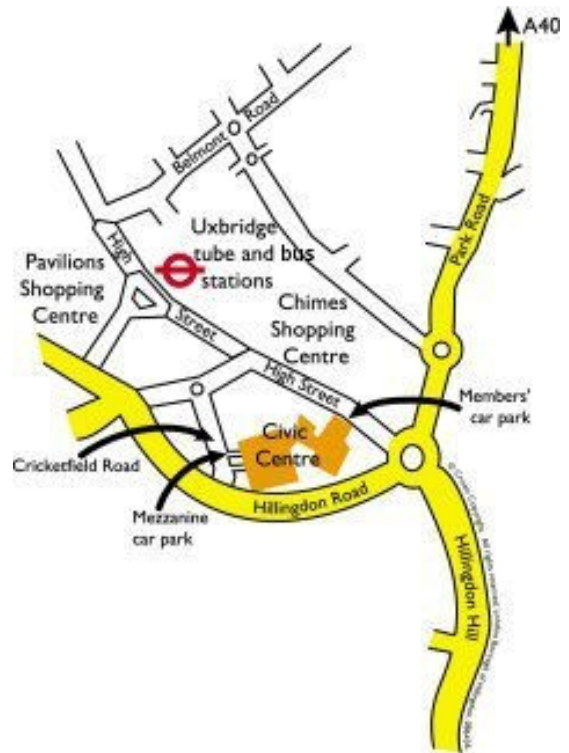 A40
Belmont Road
Park Road
Uxbridge
tube and bus
stations
High
Street
Pavilions
Shopping
Centre
Chimes
Shopping
Centre
High Street
Members'
car park
Civic
Centre
Cricketfield Road
Mezzanine
car park
Hillingdon Road
Hillingdon Hill